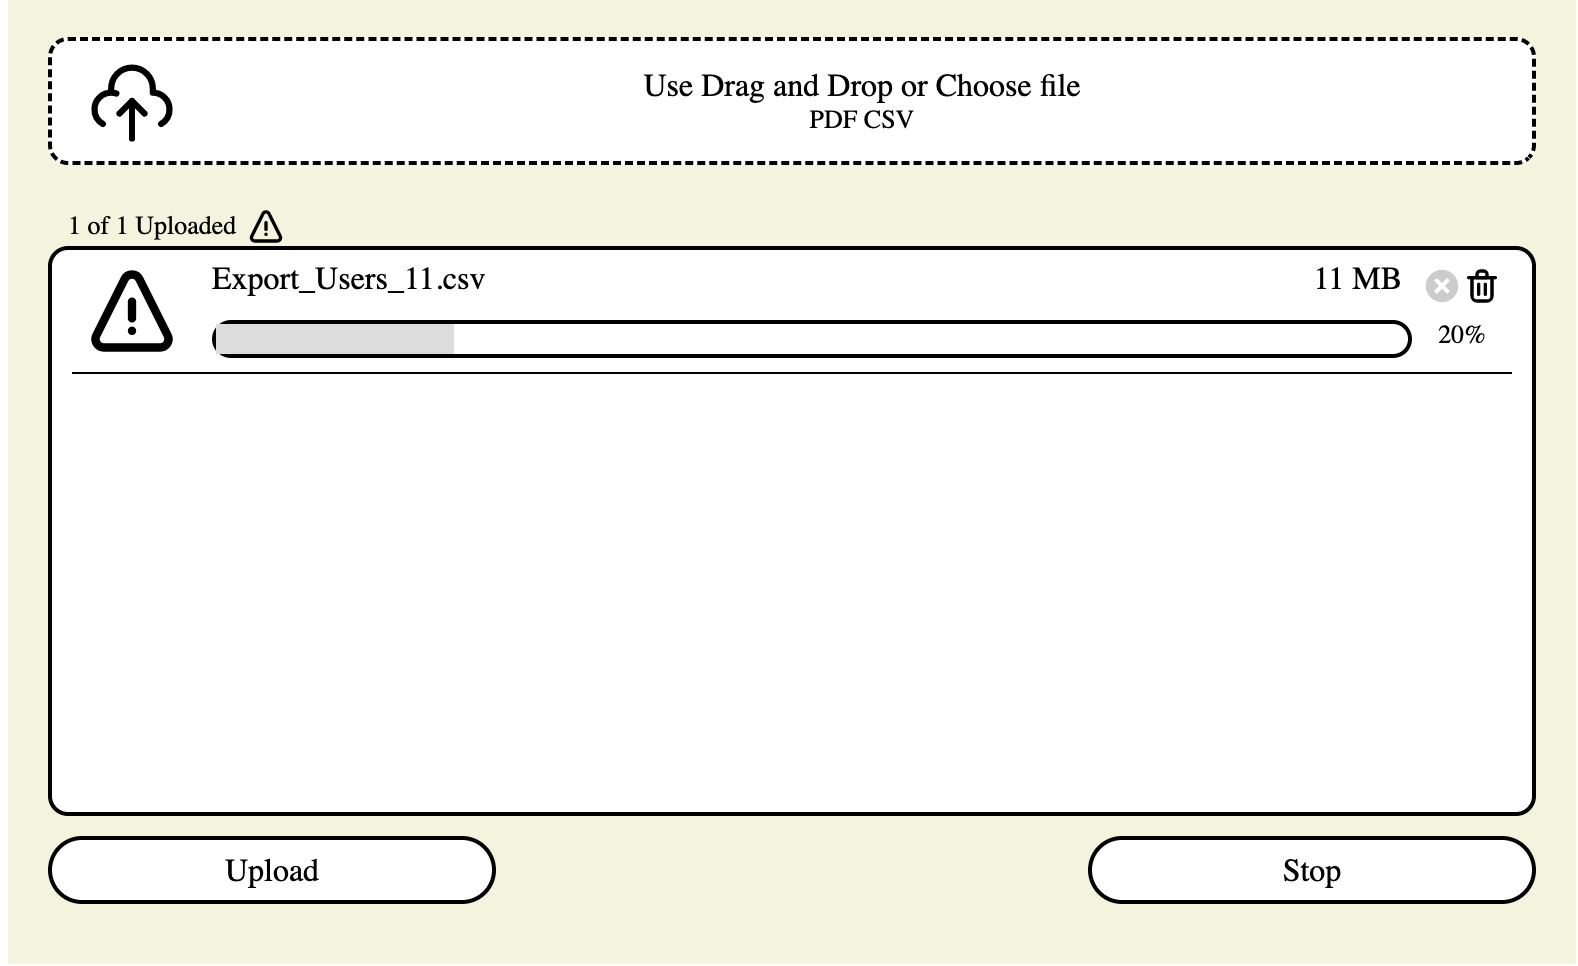 Use Drag and Drop or Choose file
PDF CSV
1 of 1 Uploaded
Export_Users_11.csv 11 MB
20%
Upload Stop